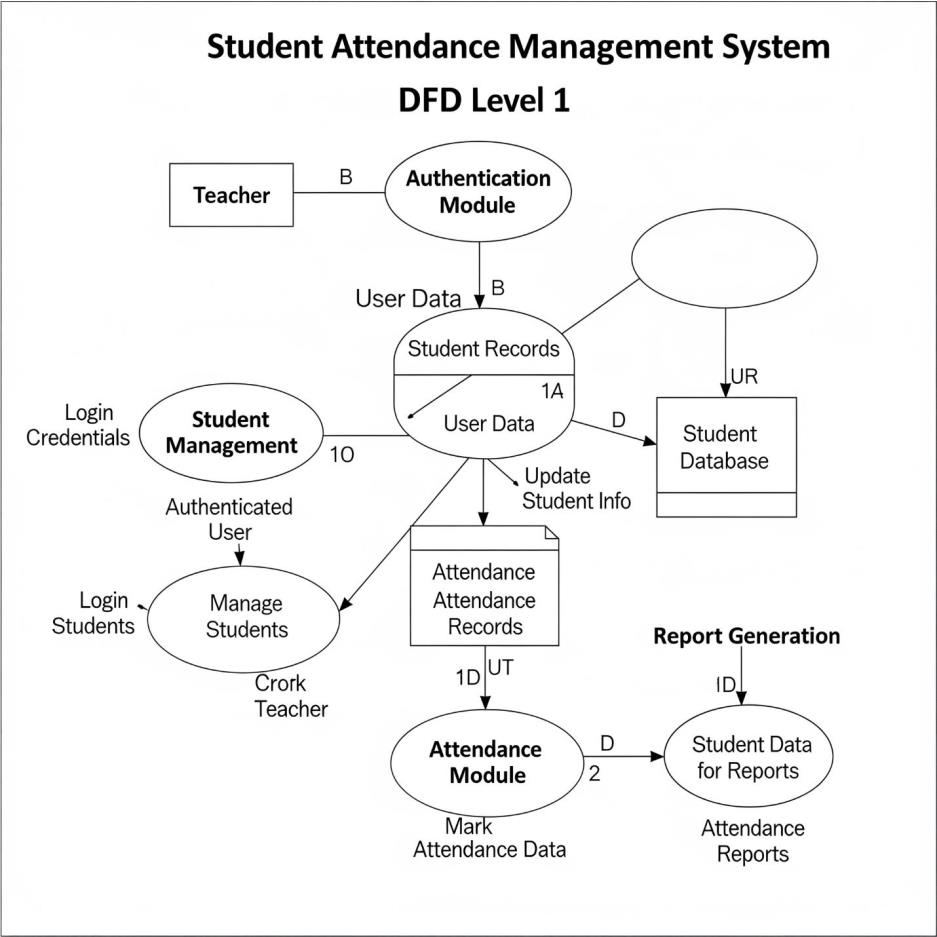 Student Attendance Management System
DFD Level 1
Teacher
B
Authentication
Module
User Data
B
Student Records
1A
User Data
UR
D
Student
Database
Login
Credentials
Student
Management
10
Update
Student Info
Authenticated
User
Attendance
Attendance
Records
Login
Students
Manage
Students
Crork
Teacher
1D
UT
Report Generation
ID
Attendance
Module
D
2
Student Data
for Reports
Mark
Attendance Data
Attendance
Reports